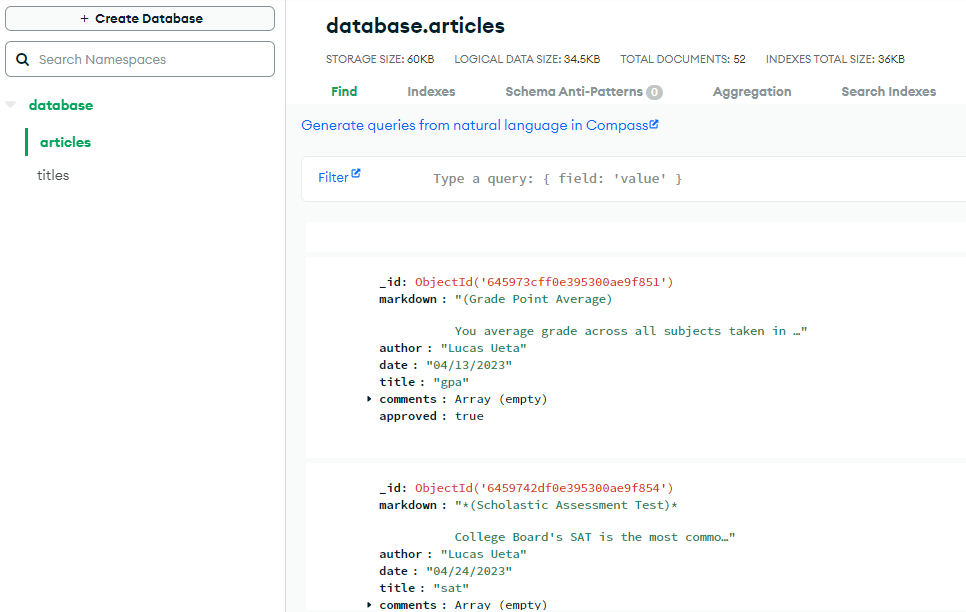 + Create Database
Search Namespaces
database
articles
titles
database.articles
STORAGE SIZE: 60KB LOGICAL DATA SIZE: 34.5KB TOTAL DOCUMENTS: 52 INDEXES TOTAL SIZE: 36KB
Find Indexes Schema Anti-Patterns 0 Aggregation Search Indexes
Generate queries from natural language in Compass
Filter Type a query: { field: 'value' }
_id: ObjectId('645973cff0e395300ae9f851')
markdown : "(Grade Point Average)
You average grade across all subjects taken in …"
author : "Lucas Ueta"
date : "04/13/2023"
title : "gpa"
comments : Array (empty)
approved : true
_id: ObjectId('6459742df0e395300ae9f854')
markdown : "*(Scholastic Assessment Test)*
College Board's SAT is the most commo…"
author : "Lucas Ueta"
date : "04/24/2023"
title : "sat"
comments : Array (empty)